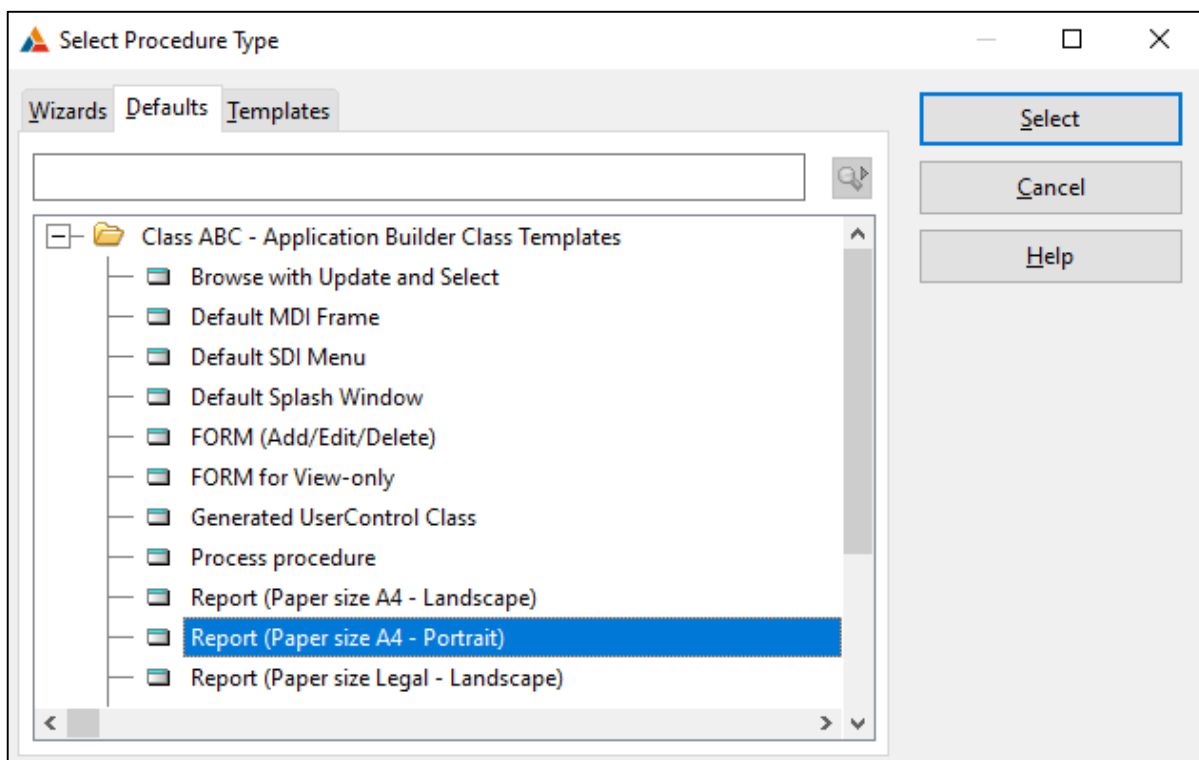 Select Procedure Type
Wizards Defaults Templates
Select
Cancel
Help
Class ABC - Application Builder Class Templates
Browse with Update and Select
Default MDI Frame
Default SDI Menu
Default Splash Window
FORM (Add/Edit/Delete)
FORM for View-only
Generated UserControl Class
Process procedure
Report (Paper size A4 - Landscape)
Report (Paper size A4 - Portrait)
Report (Paper size Legal - Landscape)